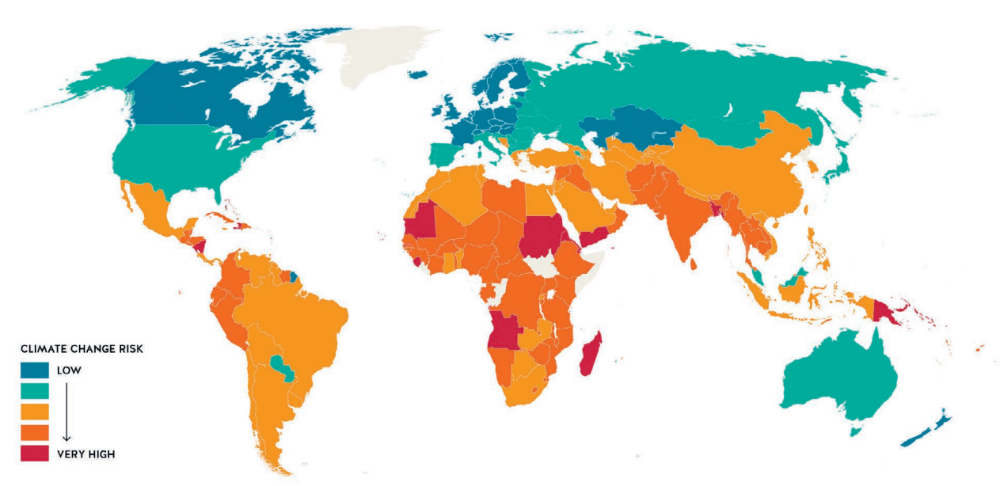 CLIMATE CHANGE RISK
LOW
VERY HIGH